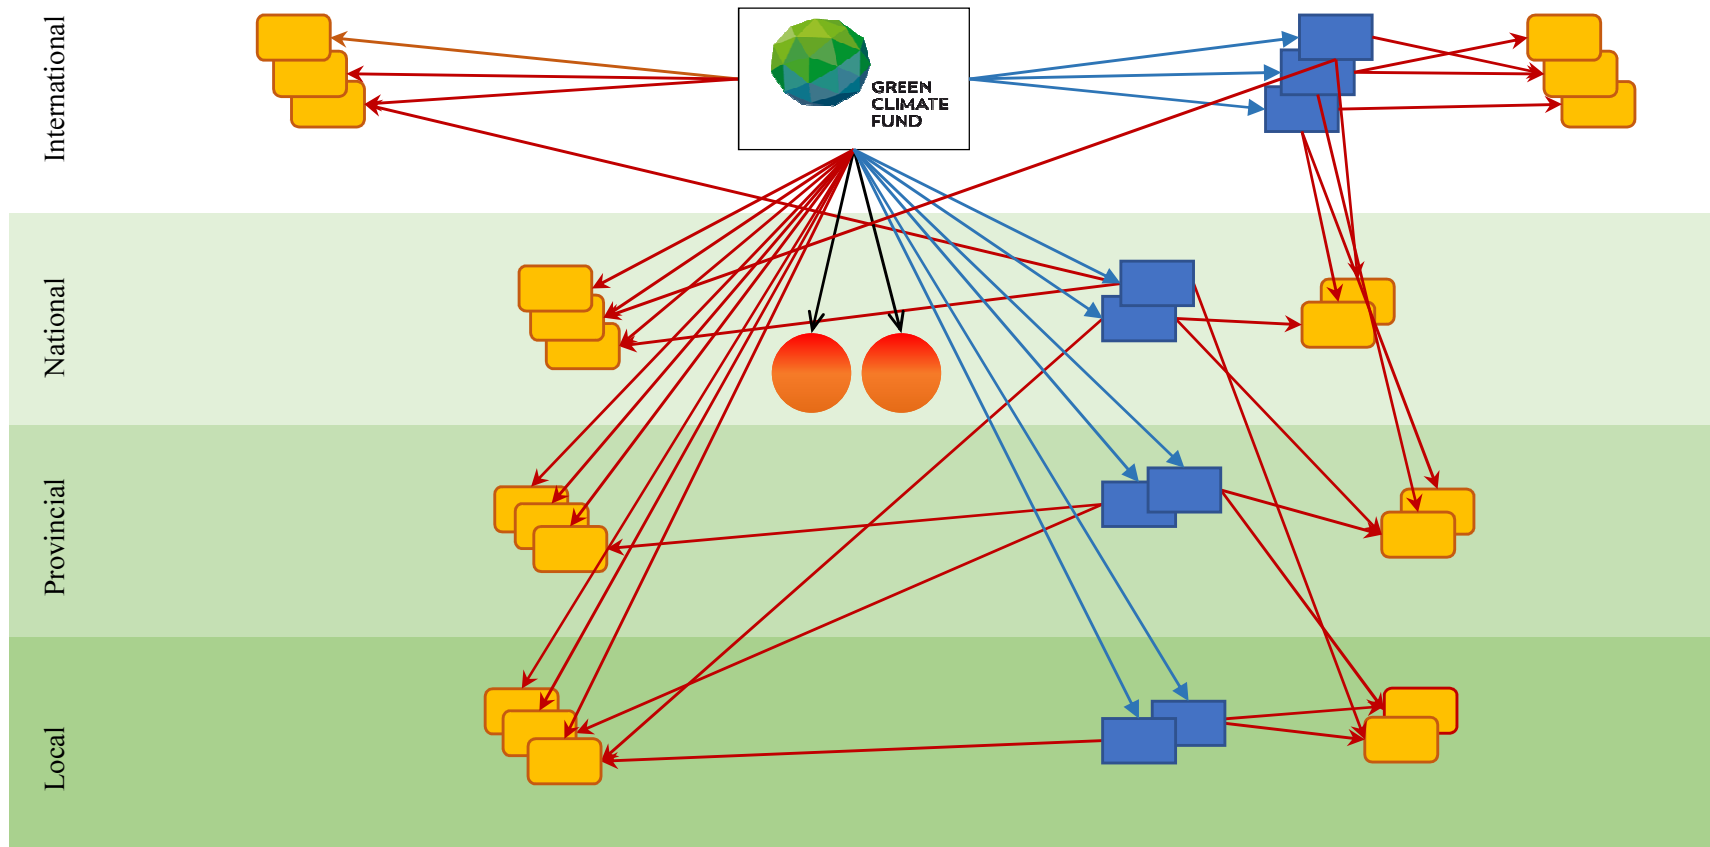 International
GREEN
CLIMATE
FUND
National
Provincial
Local